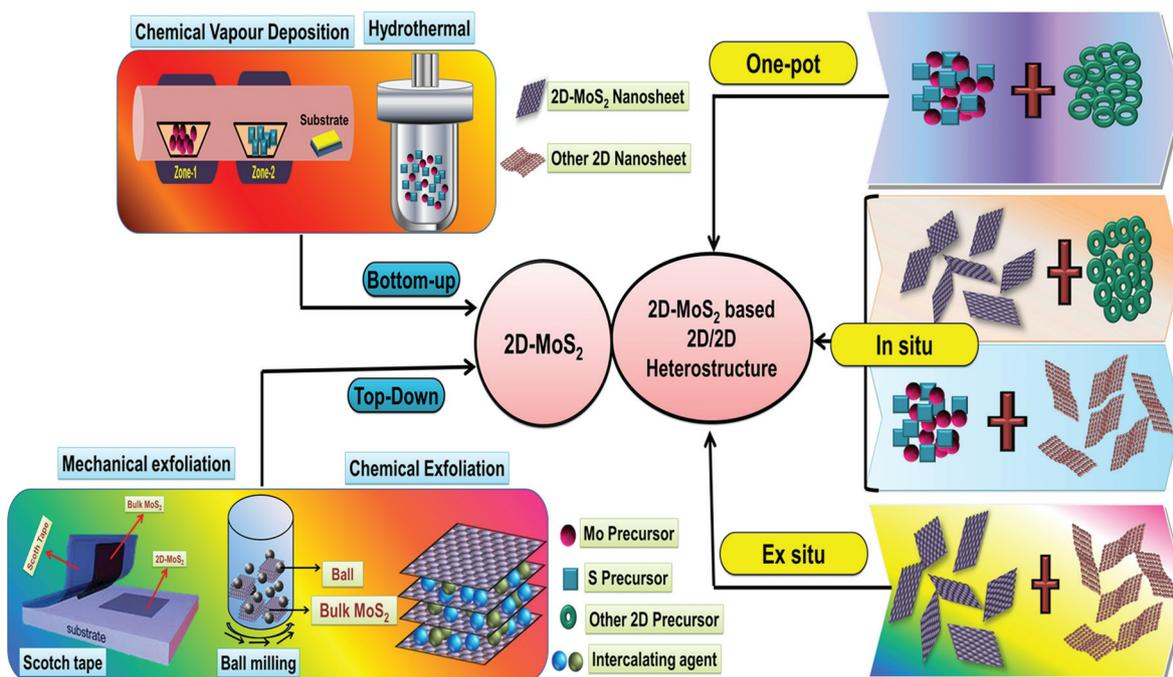 Chemical Vapour Deposition
Hydrothermal
Substrate
Zone-1
Zone-2
2D-MoS₂ Nanosheet
Other 2D Nanosheet
One-pot
Bottom-up
2D-MoS₂
2D-MoS₂ based
2D/2D
Heterostructure
In situ
Top-Down
Mechanical exfoliation
Chemical Exfoliation
Bulk MoS₂
Scoth Tape
2D-MoS₂
substrate
Scotch tape
Ball
Bulk MoS₂
Ball milling
Mo Precursor
S Precursor
Other 2D Precursor
Intercalating agent
Ex situ